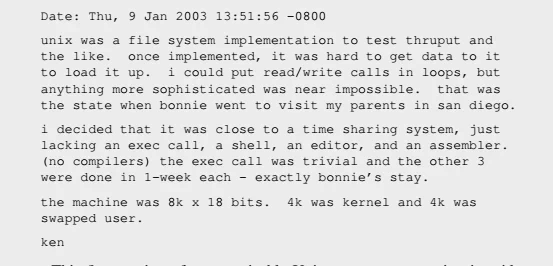 Date: Thu, 9 Jan 2003 13:51:56 -0800
unix was a file system implementation to test thruput and
the like.  once implemented, it was hard to get data to it
to load it up.  i could put read/write calls in loops, but
anything more sophisticated was near impossible.  that was
the state when bonnie went to visit my parents in san diego.
i decided that it was close to a time sharing system, just
lacking an exec call, a shell, an editor, and an assembler.
(no compilers) the exec call was trivial and the other 3
were done in 1-week each - exactly bonnie's stay.
the machine was 8k x 18 bits.  4k was kernel and 4k was
swapped user.
ken